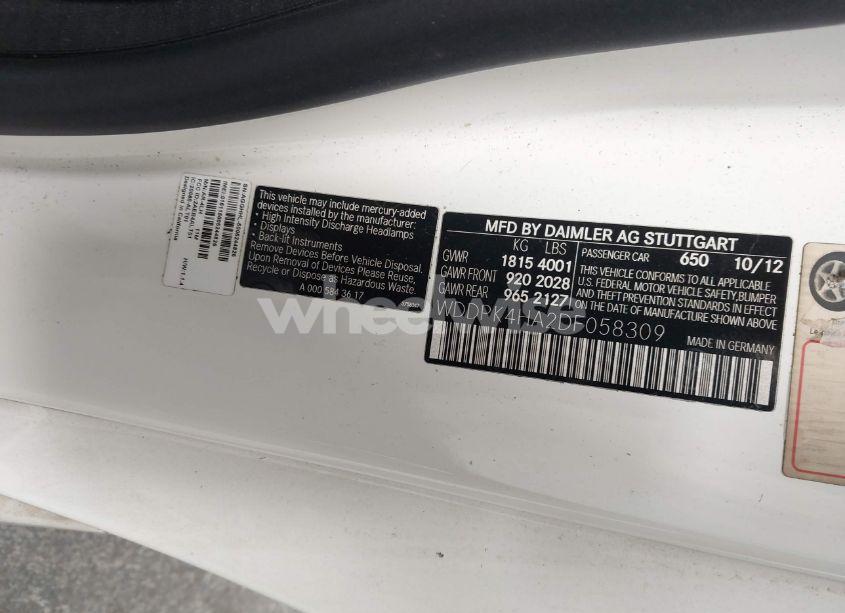 This vehicle may include mercury-added
devices installed by the manufacturer:
- High Intensity Discharge Headlamps
- Displays
- Back-lit Instruments
Remove Devices Before Vehicle Disposal.
Upon Removal of Devices Please Reuse,
Recycle or Dispose as Hazardous Waste.
A 000 584 36 17
MFD BY DAIMLER AG STUTTGART
KG LBS
GVWR 1815 4001
GAWR FRONT 920 2028
GAWR REAR 965 2127
PASSENGER CAR 650 10/12
THIS VEHICLE CONFORMS TO ALL APPLICABLE
U.S. FEDERAL MOTOR VEHICLE SAFETY, BUMPER
AND THEFT PREVENTION STANDARDS IN EFFECT
ON THE DATE OF MANUFACTURE SHOWN ABOVE
MADE IN GERMANY
Designed in California
wheelwise